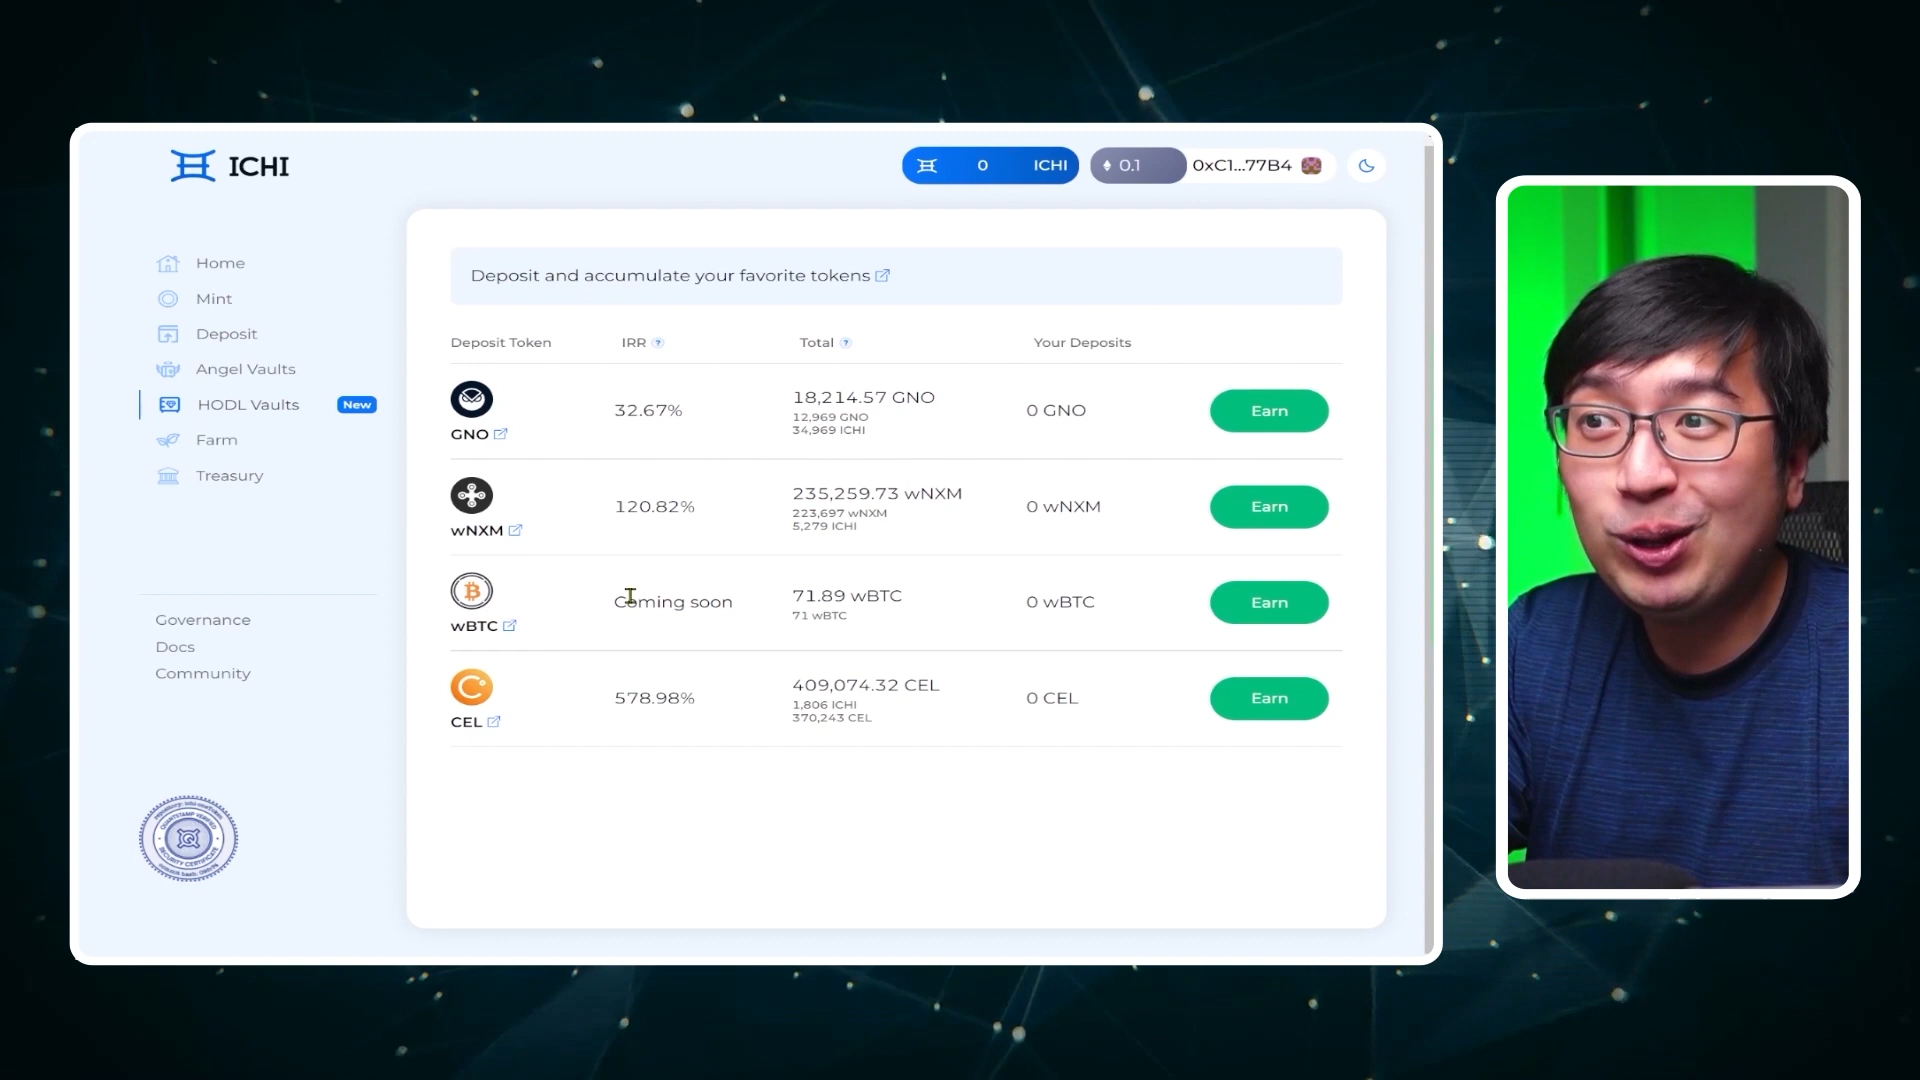 ICHI
0 ICHI
0.1
0xC1...77B4
Home
Mint
Deposit
Angel Vaults
HODL Vaults New
Farm
Treasury
Governance
Docs
Community
QUANTSTAMP VERIFIED
SECURITY CERTIFICATE
Deposit and accumulate your favorite tokens
Deposit Token IRR ? Total ? Your Deposits
GNO
32.67%
18,214.57 GNO
12,969 GNO
34,969 ICHI
0 GNO
Earn
wNXM
120.82%
235,259.73 wNXM
223,697 wNXM
5,279 ICHI
0 wNXM
Earn
wBTC
Coming soon
71.89 wBTC
71 wBTC
0 wBTC
Earn
CEL
578.98%
409,074.32 CEL
1,806 ICHI
370,243 CEL
0 CEL
Earn